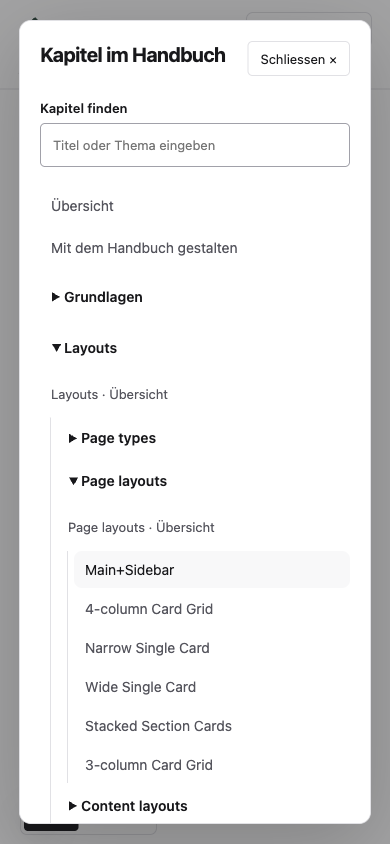 Kapitel im Handbuch
Schliessen ×
Kapitel finden
Titel oder Thema eingeben
Übersicht
Mit dem Handbuch gestalten
Grundlagen
Layouts
Layouts · Übersicht
Page types
Page layouts
Page layouts · Übersicht
Main+Sidebar
4-column Card Grid
Narrow Single Card
Wide Single Card
Stacked Section Cards
3-column Card Grid
Content layouts